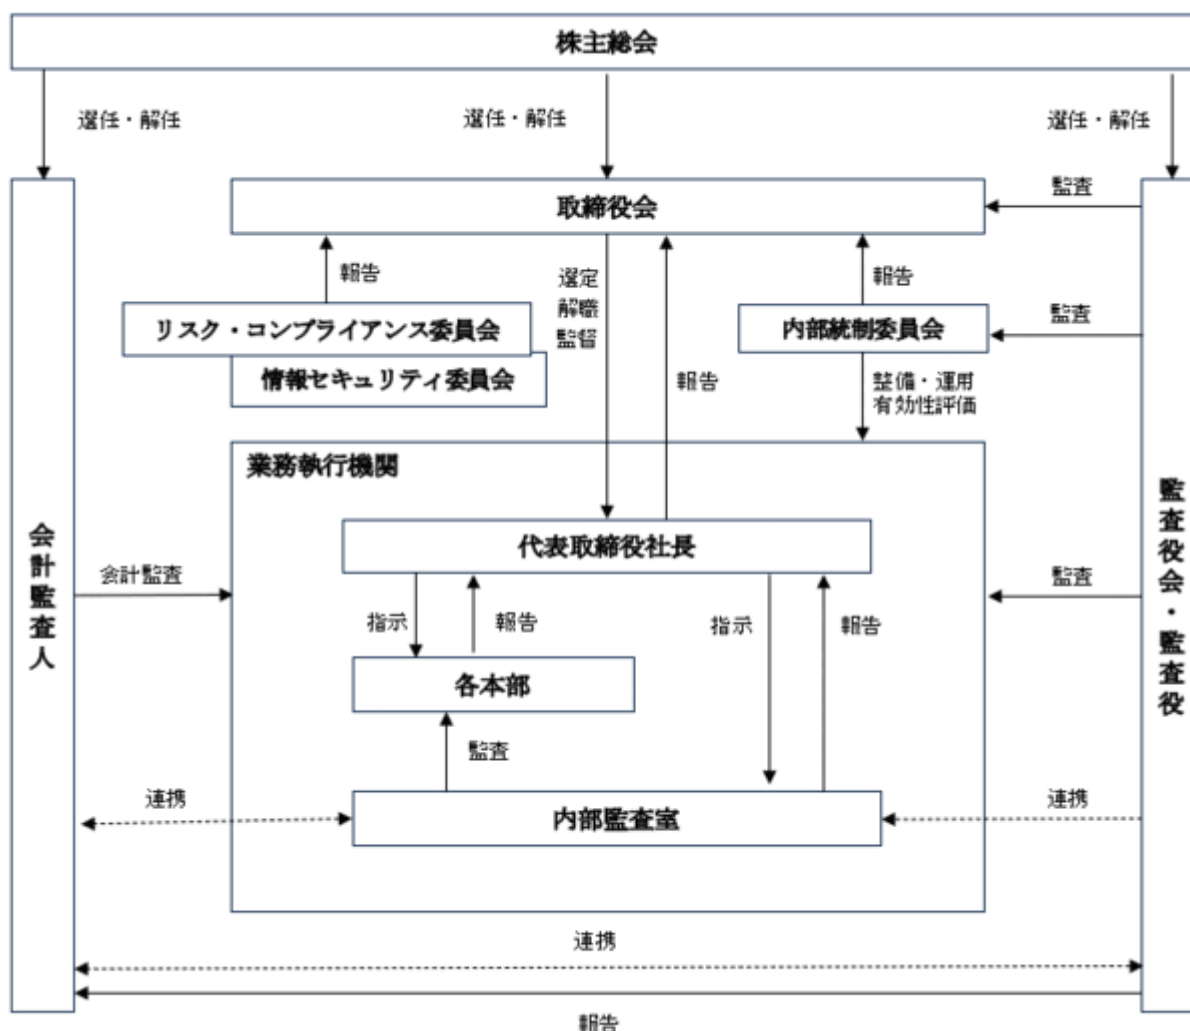 株主総会
選任・解任
選任・解任
選任・解任
取締役会
監査
報告
選定
解職
監督
報告
リスク・コンプライアンス委員会
内部統制委員会
監査
情報セキュリティ委員会
報告
整備・運用
有効性評価
業務執行機関
会計監査人
監査役会・監査役
代表取締役社長
会計監査
監査
指示
報告
指示
報告
各本部
監査
連携
内部監査室
連携
連携
報告